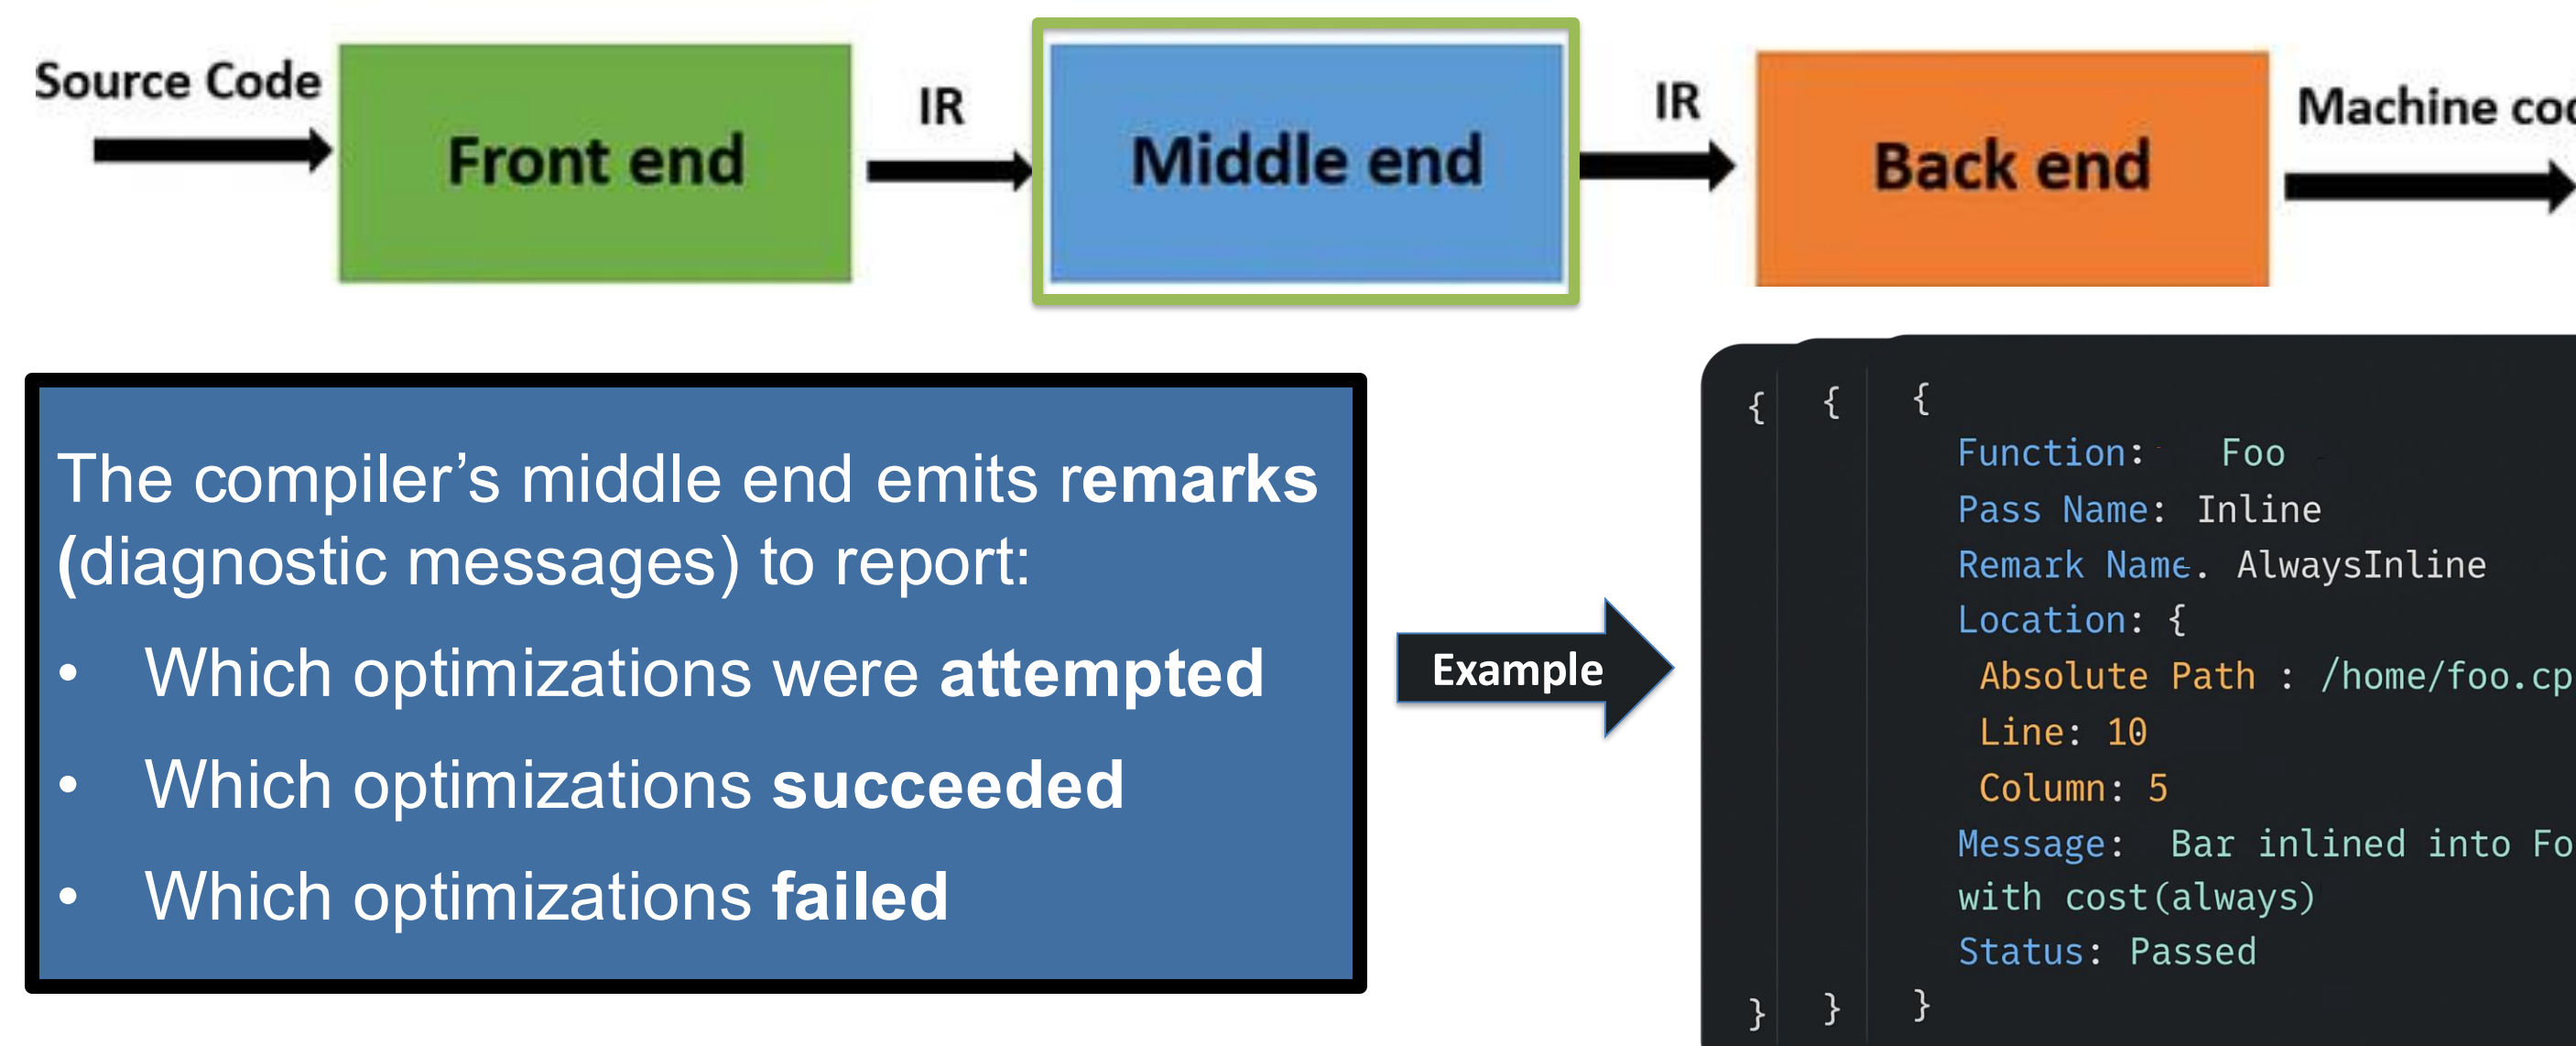 Source Code
Front end
IR
Middle end
IR
Back end
Machine cod
The compiler’s middle end emits remarks
(diagnostic messages) to report:
• Which optimizations were attempted
• Which optimizations succeeded
• Which optimizations failed
Example
{ { {
Function: Foo
Pass Name: Inline
Remark Name. AlwaysInline
Location: {
Absolute Path : /home/foo.cp
Line: 10
Column: 5
Message: Bar inlined into Fo
with cost(always)
Status: Passed
} } }